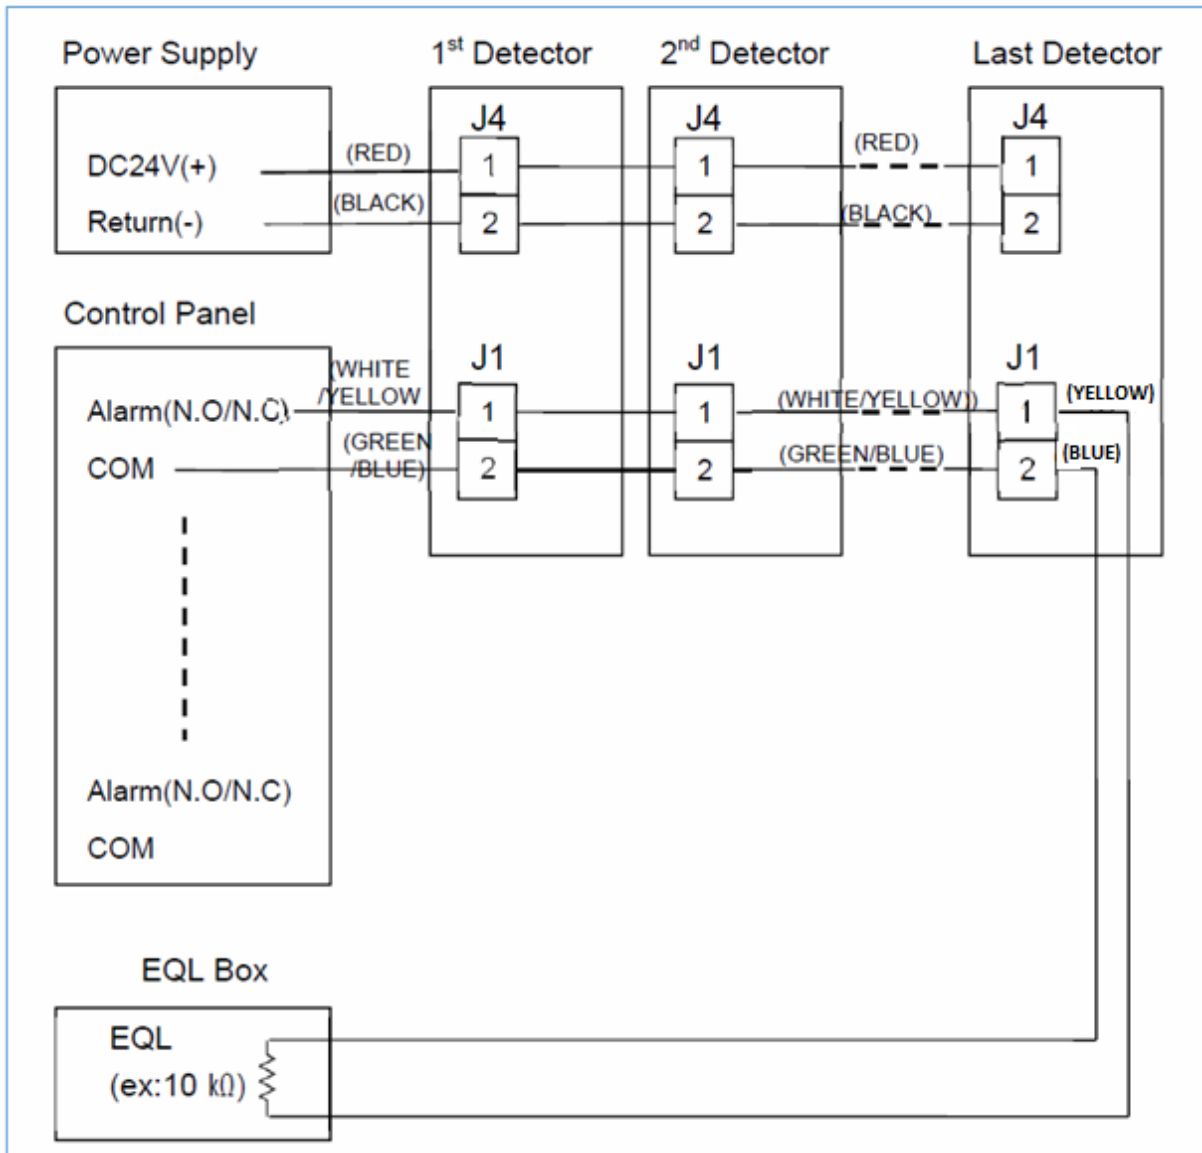 Power Supply
1st Detector
2nd Detector
Last Detector
DC24V(+)
Return(-)
(RED)
(BLACK)
J4
1
2
J4
1
2
(RED)
(BLACK)
J4
1
2
Control Panel
Alarm(N.O/N.C)
COM
(WHITE
/YELLOW
(GREEN
/BLUE)
J1
1
2
J1
1
2
(WHITE/YELLOW))
(GREEN/BLUE)
J1
1
2
(YELLOW)
(BLUE)
Alarm(N.O/N.C)
COM
EQL Box
EQL
(ex:10 kΩ)